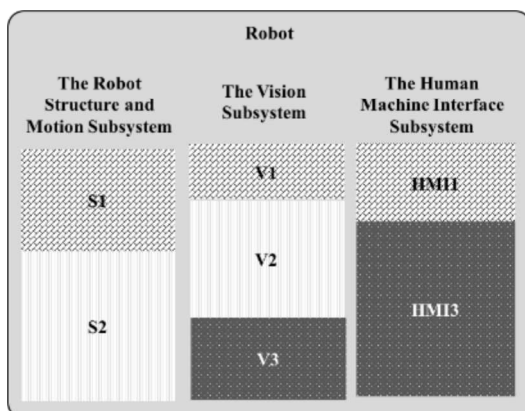 Robot
The Robot
Structure and
Motion Subsystem
The Vision
Subsystem
The Human
Machine Interface
Subsystem
S1
S2
V1
V2
V3
HMI1
HMI3